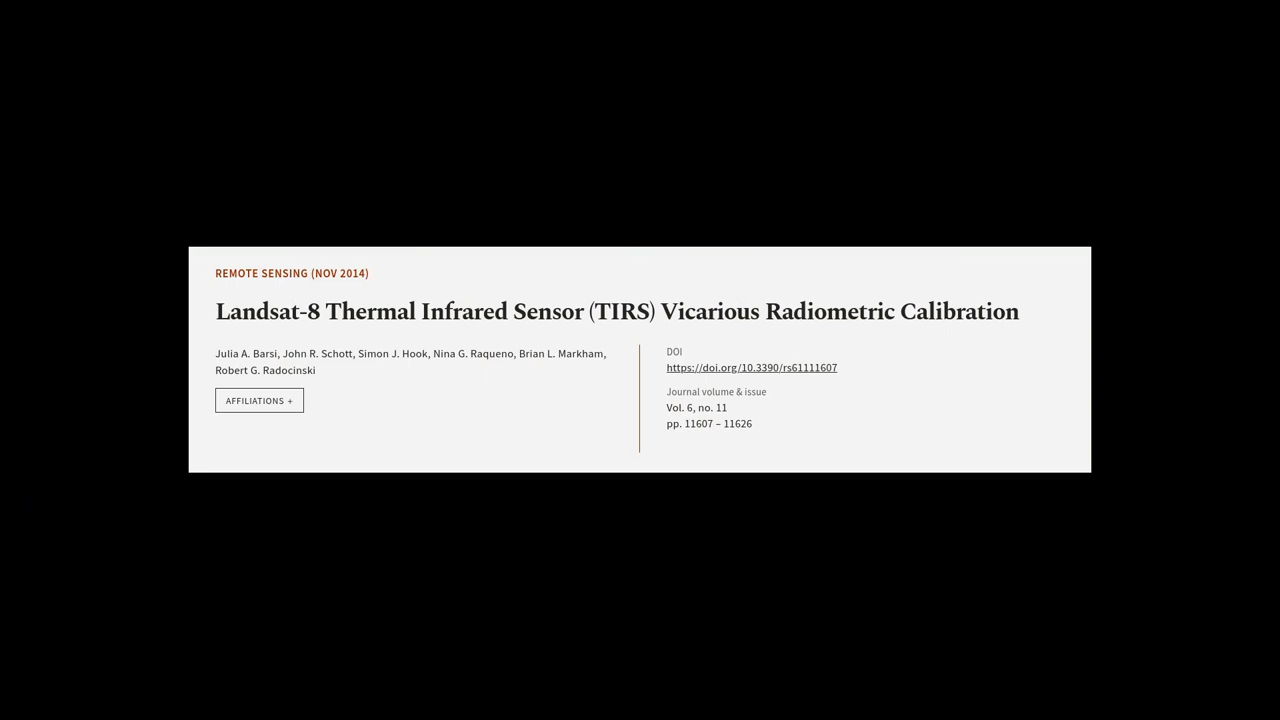 REMOTE SENSING (NOV 2014)
Landsat-8 Thermal Infrared Sensor (TIRS) Vicarious Radiometric Calibration
Julia A. Barsi, John R. Schott, Simon J. Hook, Nina G. Raqueno, Brian L. Markham,
Robert G. Radocinski
AFFILIATIONS +
DOI
https://doi.org/10.3390/rs61111607
Journal volume & issue
Vol. 6, no. 11
pp. 11607 – 11626